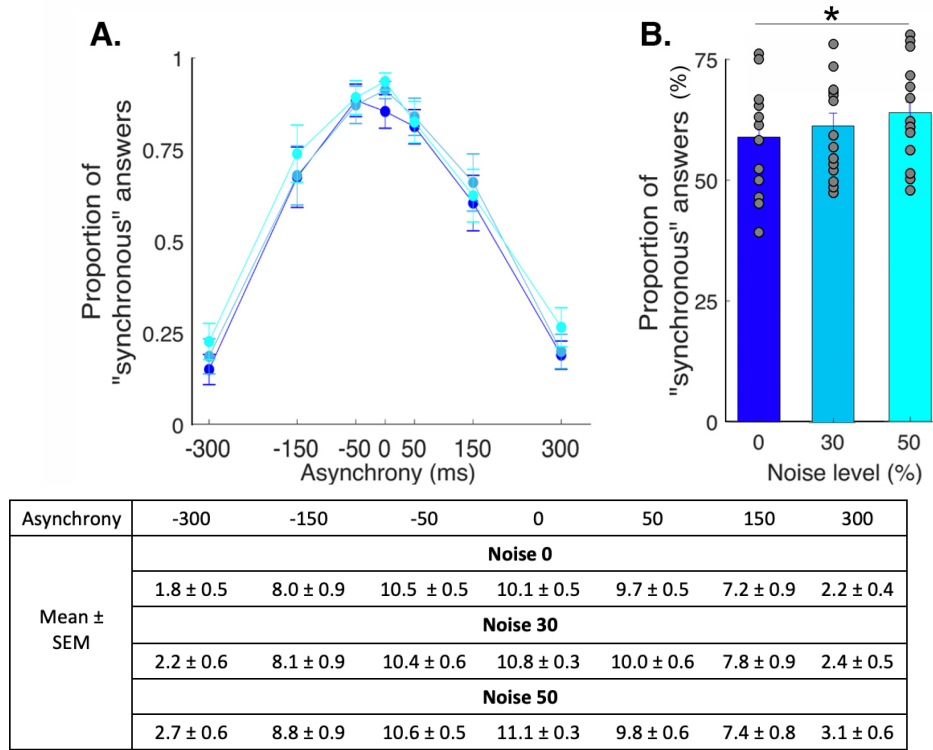 A.
Proportion of
"synchronous" answers
1
0.75
0.5
0.25
0
-300 -150 -50 0 50 150 300
Asynchrony (ms)
B.
*
Proportion of
"synchronous" answers (%)
75
50
25
0
0 30 50
Noise level (%)
Asynchrony -300 -150 -50 0 50 150 300
Mean ±
SEM
Noise 0
1.8 ± 0.5 8.0 ± 0.9 10.5 ± 0.5 10.1 ± 0.5 9.7 ± 0.5 7.2 ± 0.9 2.2 ± 0.4
Noise 30
2.2 ± 0.6 8.1 ± 0.9 10.4 ± 0.6 10.8 ± 0.3 10.0 ± 0.6 7.8 ± 0.9 2.4 ± 0.5
Noise 50
2.7 ± 0.6 8.8 ± 0.9 10.6 ± 0.5 11.1 ± 0.3 9.8 ± 0.6 7.4 ± 0.8 3.1 ± 0.6